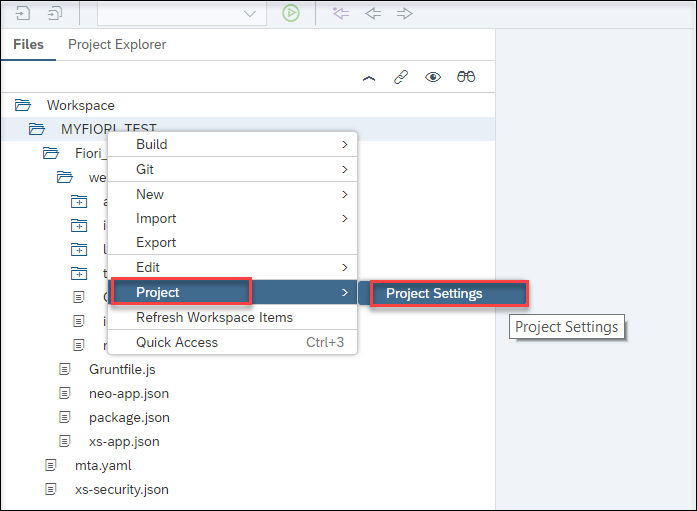 Files Project Explorer
Workspace
MYFIORI_TEST
Build
Fiori_
Git
we
New
a
Import
i
Export
l
Edit
t
Project
Project Settings
Refresh Workspace Items
i
Project Settings
Quick Access Ctrl+3
Gruntfile.js
neo-app.json
package.json
xs-app.json
mta.yaml
xs-security.json